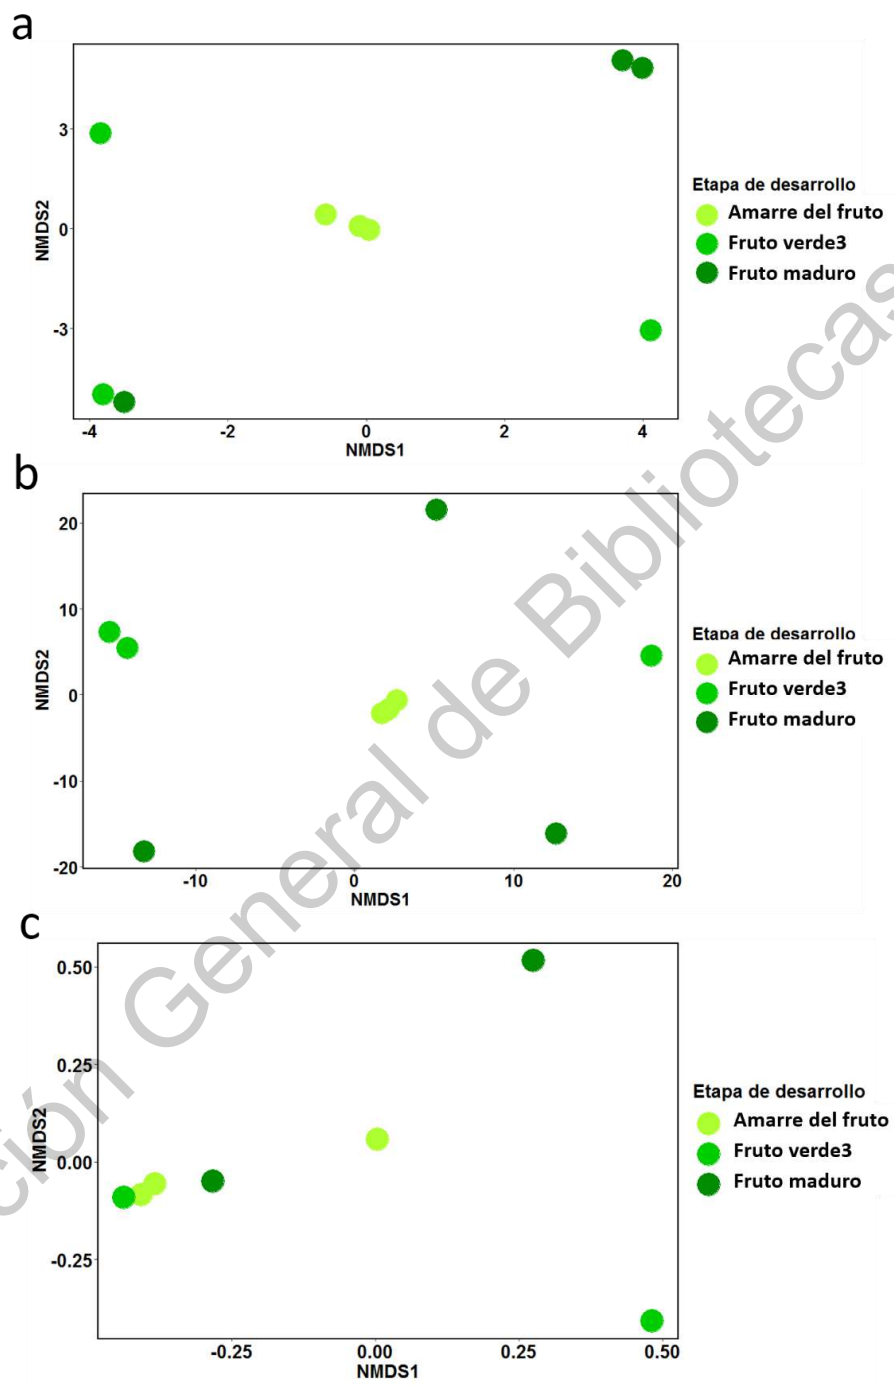 a
3
0
-3
NMDS2
-4
-2
0
2
4
NMDS1
Etapa de desarrollo
Amarre del fruto
Fruto verde3
Fruto maduro
b
20
10
0
-10
-20
NMDS2
-10
0
10
20
NMDS1
Etapa de desarrollo
Amarre del fruto
Fruto verde3
Fruto maduro
c
0.50
0.25
0.00
-0.25
NMDS2
-0.25
0.00
0.25
0.50
NMDS1
Etapa de desarrollo
Amarre del fruto
Fruto verde3
Fruto maduro
General de Bibliotecas